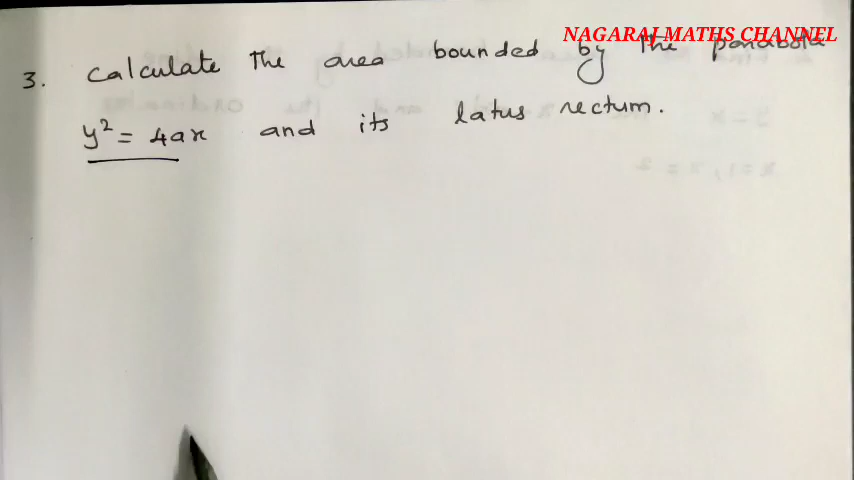 NAGARAJ MATHS CHANNEL
3. Calculate The area bounded by the parabola
y² = 4ax and its latus rectum.